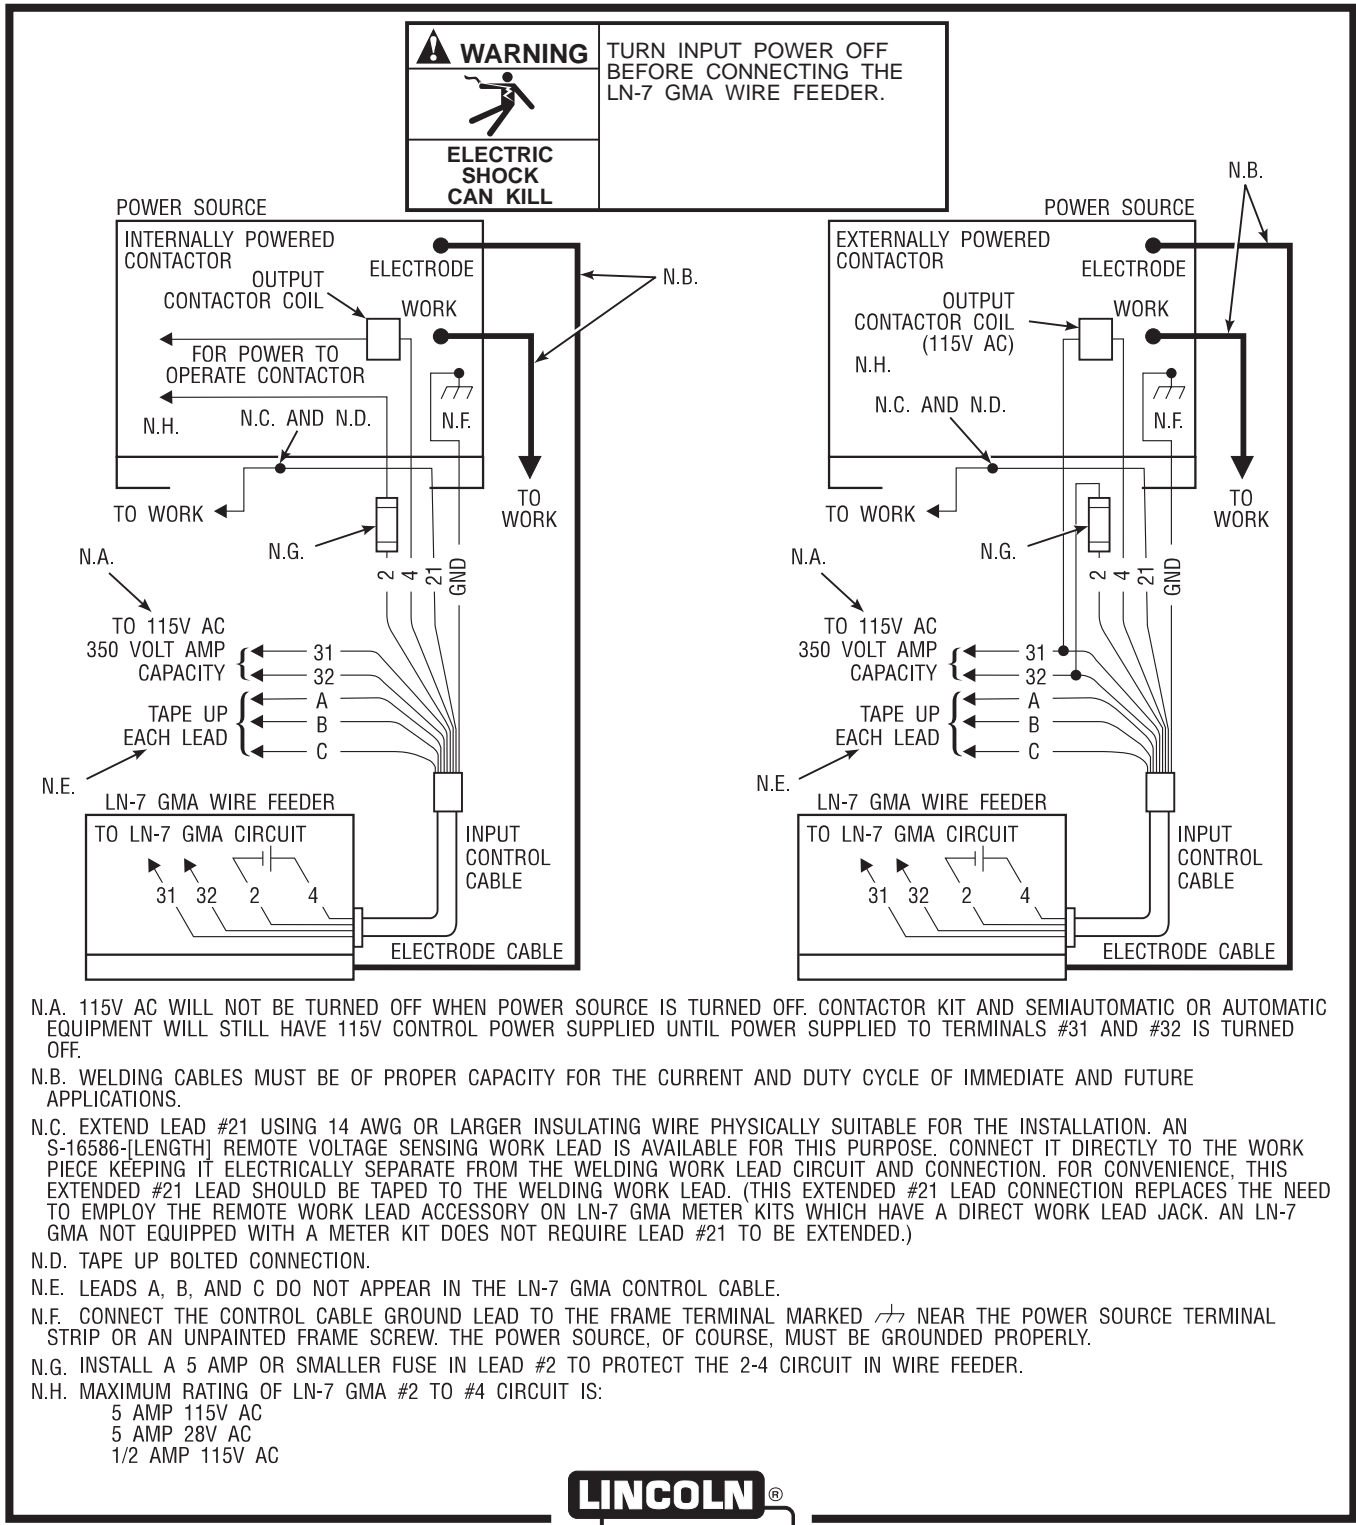 WARNING
ELECTRIC
SHOCK
CAN KILL
TURN INPUT POWER OFF
BEFORE CONNECTING THE
LN-7 GMA WIRE FEEDER.
POWER SOURCE
INTERNALLY POWERED
CONTACTOR
ELECTRODE
OUTPUT
CONTACTOR COIL
WORK
FOR POWER TO
OPERATE CONTACTOR
N.H.
N.C. AND N.D.
N.F.
N.B.
TO WORK
TO
WORK
N.G.
2
4
21
GND
N.A.
TO 115V AC
350 VOLT AMP
CAPACITY
31
32
TAPE UP
EACH LEAD
A
B
C
N.E.
LN-7 GMA WIRE FEEDER
TO LN-7 GMA CIRCUIT
31
32
2
4
INPUT
CONTROL
CABLE
ELECTRODE CABLE
N.B.
POWER SOURCE
EXTERNALLY POWERED
CONTACTOR
ELECTRODE
OUTPUT
CONTACTOR COIL
(115V AC)
WORK
N.H.
N.C. AND N.D.
N.F.
TO WORK
TO
WORK
N.G.
2
4
21
GND
N.A.
TO 115V AC
350 VOLT AMP
CAPACITY
31
32
TAPE UP
EACH LEAD
A
B
C
N.E.
LN-7 GMA WIRE FEEDER
TO LN-7 GMA CIRCUIT
31
32
2
4
INPUT
CONTROL
CABLE
ELECTRODE CABLE
N.A. 115V AC WILL NOT BE TURNED OFF WHEN POWER SOURCE IS TURNED OFF. CONTACTOR KIT AND SEMIAUTOMATIC OR AUTOMATIC
EQUIPMENT WILL STILL HAVE 115V CONTROL POWER SUPPLIED UNTIL POWER SUPPLIED TO TERMINALS #31 AND #32 IS TURNED
OFF.
N.B. WELDING CABLES MUST BE OF PROPER CAPACITY FOR THE CURRENT AND DUTY CYCLE OF IMMEDIATE AND FUTURE
APPLICATIONS.
N.C. EXTEND LEAD #21 USING 14 AWG OR LARGER INSULATING WIRE PHYSICALLY SUITABLE FOR THE INSTALLATION. AN
S-16586-[LENGTH] REMOTE VOLTAGE SENSING WORK LEAD IS AVAILABLE FOR THIS PURPOSE. CONNECT IT DIRECTLY TO THE WORK
PIECE KEEPING IT ELECTRICALLY SEPARATE FROM THE WELDING WORK LEAD CIRCUIT AND CONNECTION. FOR CONVENIENCE, THIS
EXTENDED #21 LEAD SHOULD BE TAPED TO THE WELDING WORK LEAD. (THIS EXTENDED #21 LEAD CONNECTION REPLACES THE NEED
TO EMPLOY THE REMOTE WORK LEAD ACCESSORY ON LN-7 GMA METER KITS WHICH HAVE A DIRECT WORK LEAD JACK. AN LN-7
GMA NOT EQUIPPED WITH A METER KIT DOES NOT REQUIRE LEAD #21 TO BE EXTENDED.)
N.D. TAPE UP BOLTED CONNECTION.
N.E. LEADS A, B, AND C DO NOT APPEAR IN THE LN-7 GMA CONTROL CABLE.
N.F. CONNECT THE CONTROL CABLE GROUND LEAD TO THE FRAME TERMINAL MARKED NEAR THE POWER SOURCE TERMINAL
STRIP OR AN UNPAINTED FRAME SCREW. THE POWER SOURCE, OF COURSE, MUST BE GROUNDED PROPERLY.
N.G. INSTALL A 5 AMP OR SMALLER FUSE IN LEAD #2 TO PROTECT THE 2-4 CIRCUIT IN WIRE FEEDER.
N.H. MAXIMUM RATING OF LN-7 GMA #2 TO #4 CIRCUIT IS:
5 AMP 115V AC
5 AMP 28V AC
1/2 AMP 115V AC
LINCOLN ®